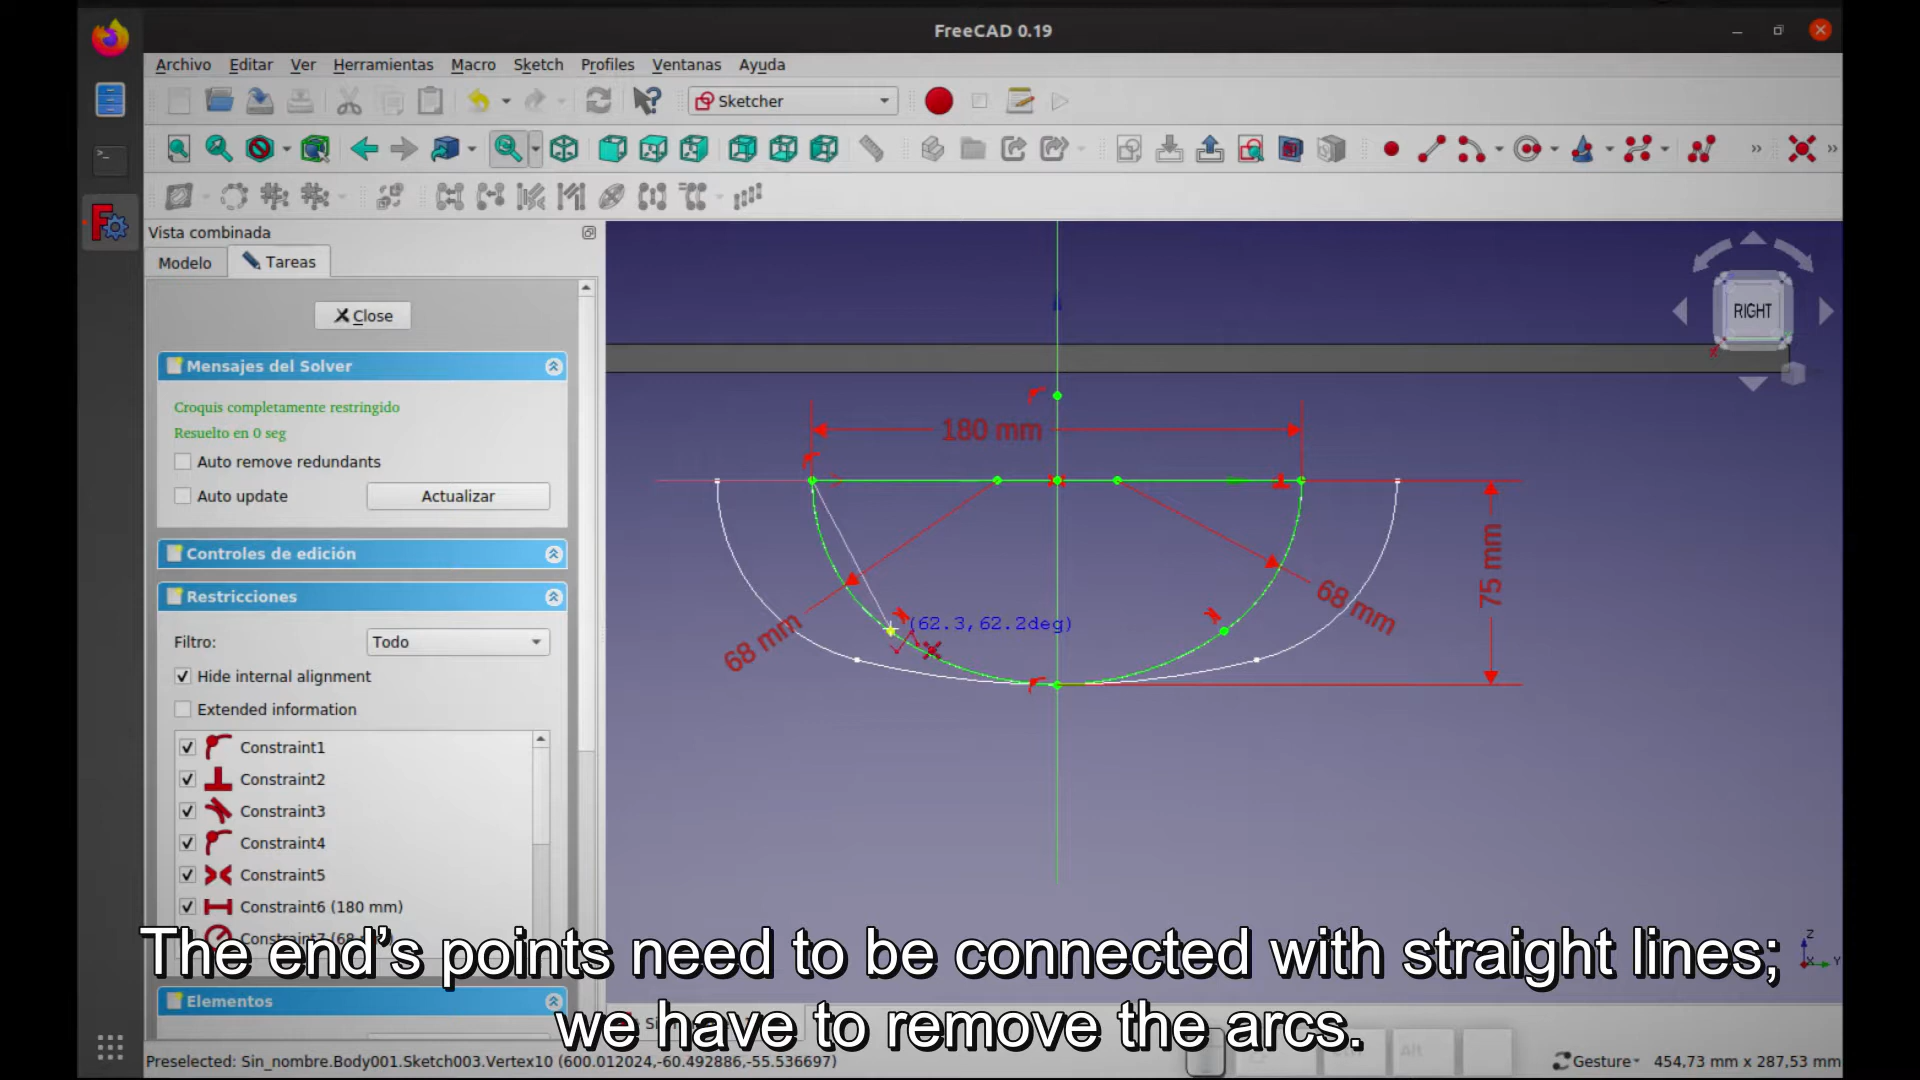 FreeCAD 0.19
Archivo Editar Ver Herramientas Macro Sketch Profiles Ventanas Ayuda
Sketcher
Vista combinada
Modelo Tareas
Close
Mensajes del Solver
Croquis completamente restringido
Resuelto en 0 seg
Auto remove redundants
Auto update Actualizar
Controles de edición
Restricciones
Filtro: Todo
Hide internal alignment
Extended information
Constraint1
Constraint2
Constraint3
Constraint4
Constraint5
Constraint6 (180 mm)
Elementos
RIGHT
180 mm
68 mm
68 mm
75 mm
(62.3,62.2deg)
Z
Y
The end’s points need to be connected with straight lines;
we have to remove the arcs.
Alt
Preselected: Sin_nombre.Body001.Sketch003.Vertex10 (600.012024,-60.492886,-55.536697)
Gesture 454,73 mm x 287,53 mm